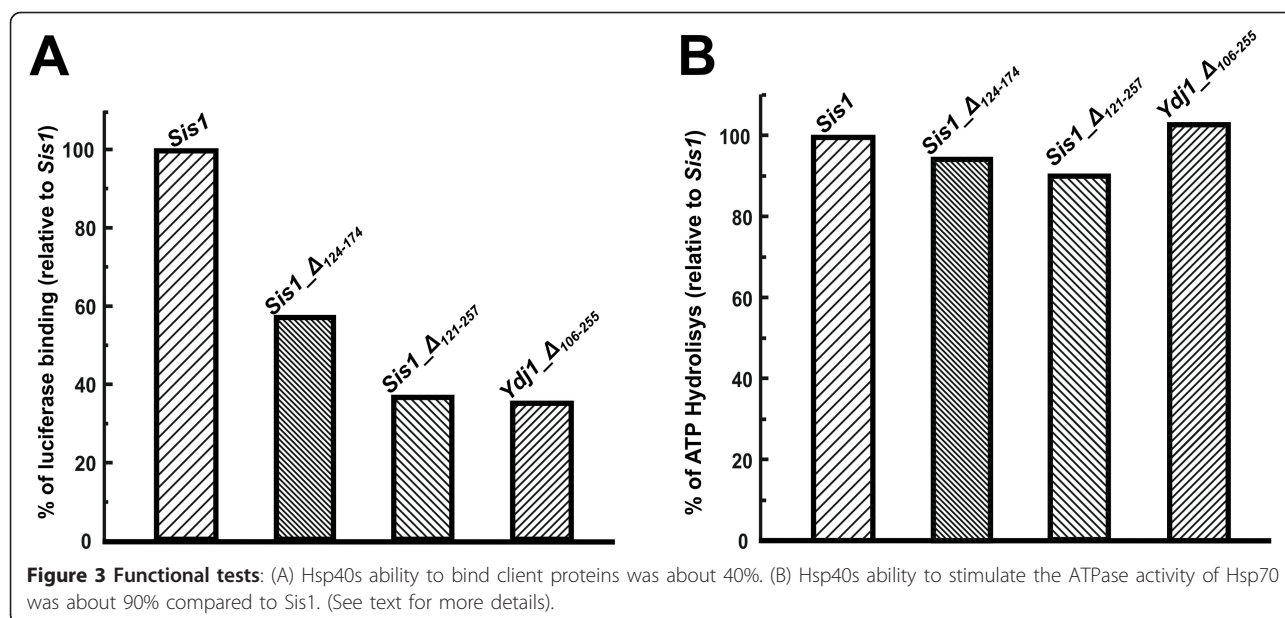 A
% of luciferase binding (relative to Sis1)
100
80
60
40
20
0
Sis1
Sis1_Δ124-174
Sis1_Δ121-257
Ydj1_Δ106-255
B
% of ATP Hydrolisys (relative to Sis1)
100
80
60
40
20
0
Sis1
Sis1_Δ124-174
Sis1_Δ121-257
Ydj1_Δ106-255
Figure 3 Functional tests: (A) Hsp40s ability to bind client proteins was about 40%. (B) Hsp40s ability to stimulate the ATPase activity of Hsp70
was about 90% compared to Sis1. (See text for more details).